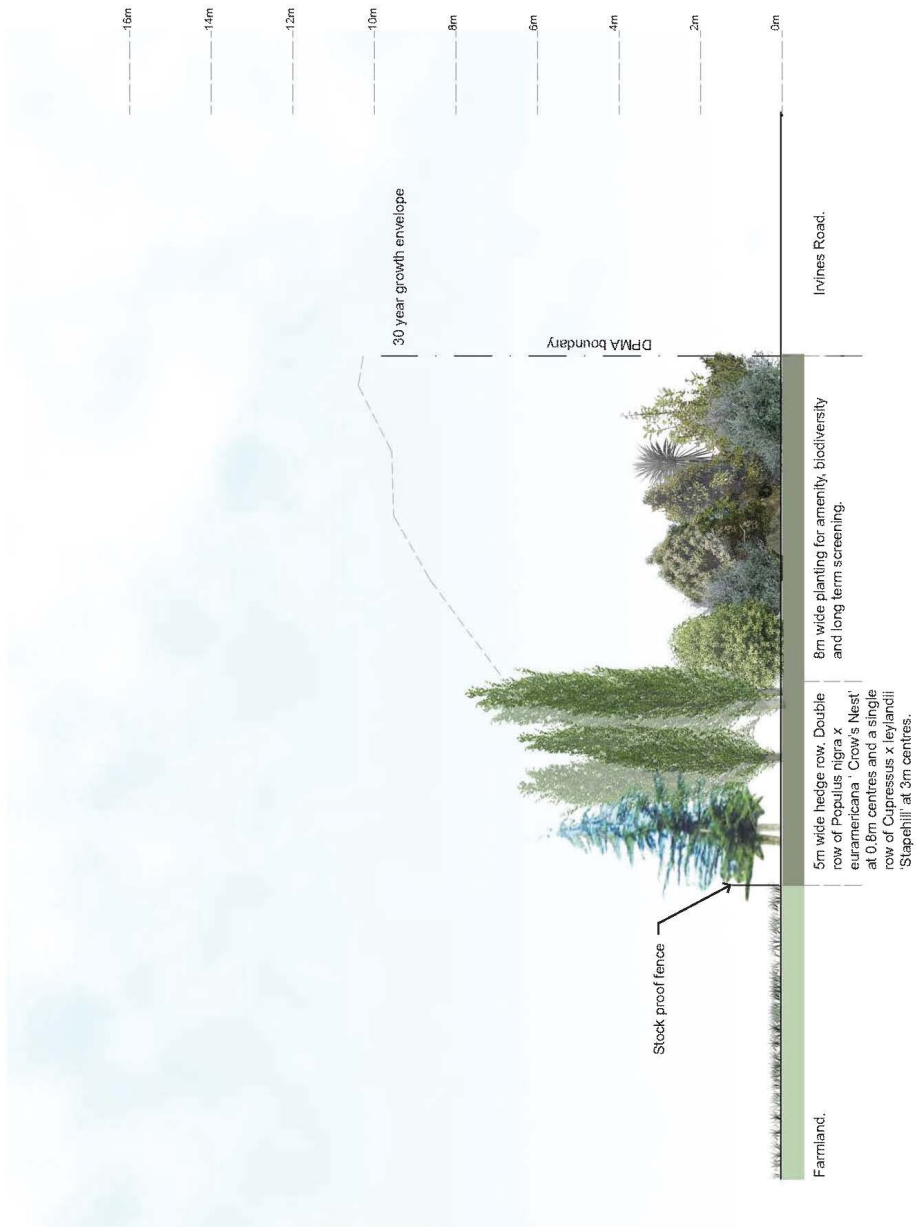 16m
14m
12m
10m
8m
6m
4m
2m
0m
30 year growth envelope
DPMA boundary
Stock proof fence
Farmland.
5m wide hedge row. Double
row of Populus nigra x
euramericana ' Crow's Nest'
at 0.8m centres and a single
row of Cupressus x leylandii
'Stapehill' at 3m centres.
8m wide planting for amenity, biodiversity
and long term screening.
Irvines Road.